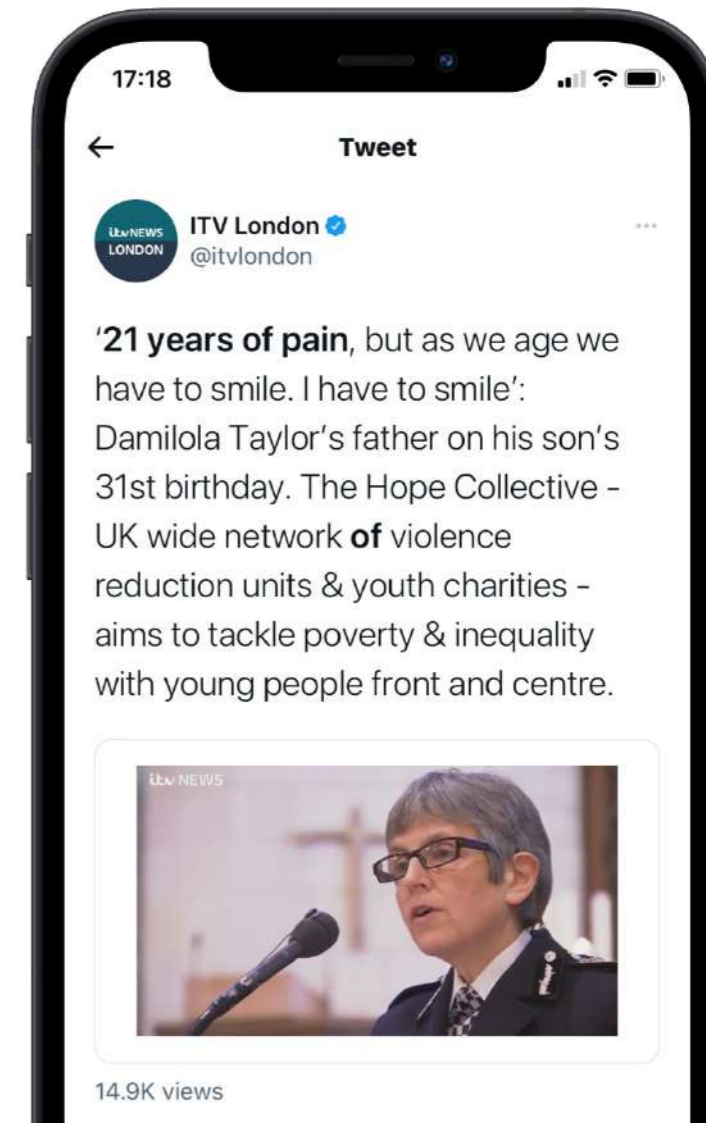 17:18
Tweet
itv NEWS
LONDON
ITV London
@itvlondon
'21 years of pain, but as we age we
have to smile. I have to smile':
Damilola Taylor's father on his son's
31st birthday. The Hope Collective -
UK wide network of violence
reduction units & youth charities -
aims to tackle poverty & inequality
with young people front and centre.
itv NEWS
14.9K views